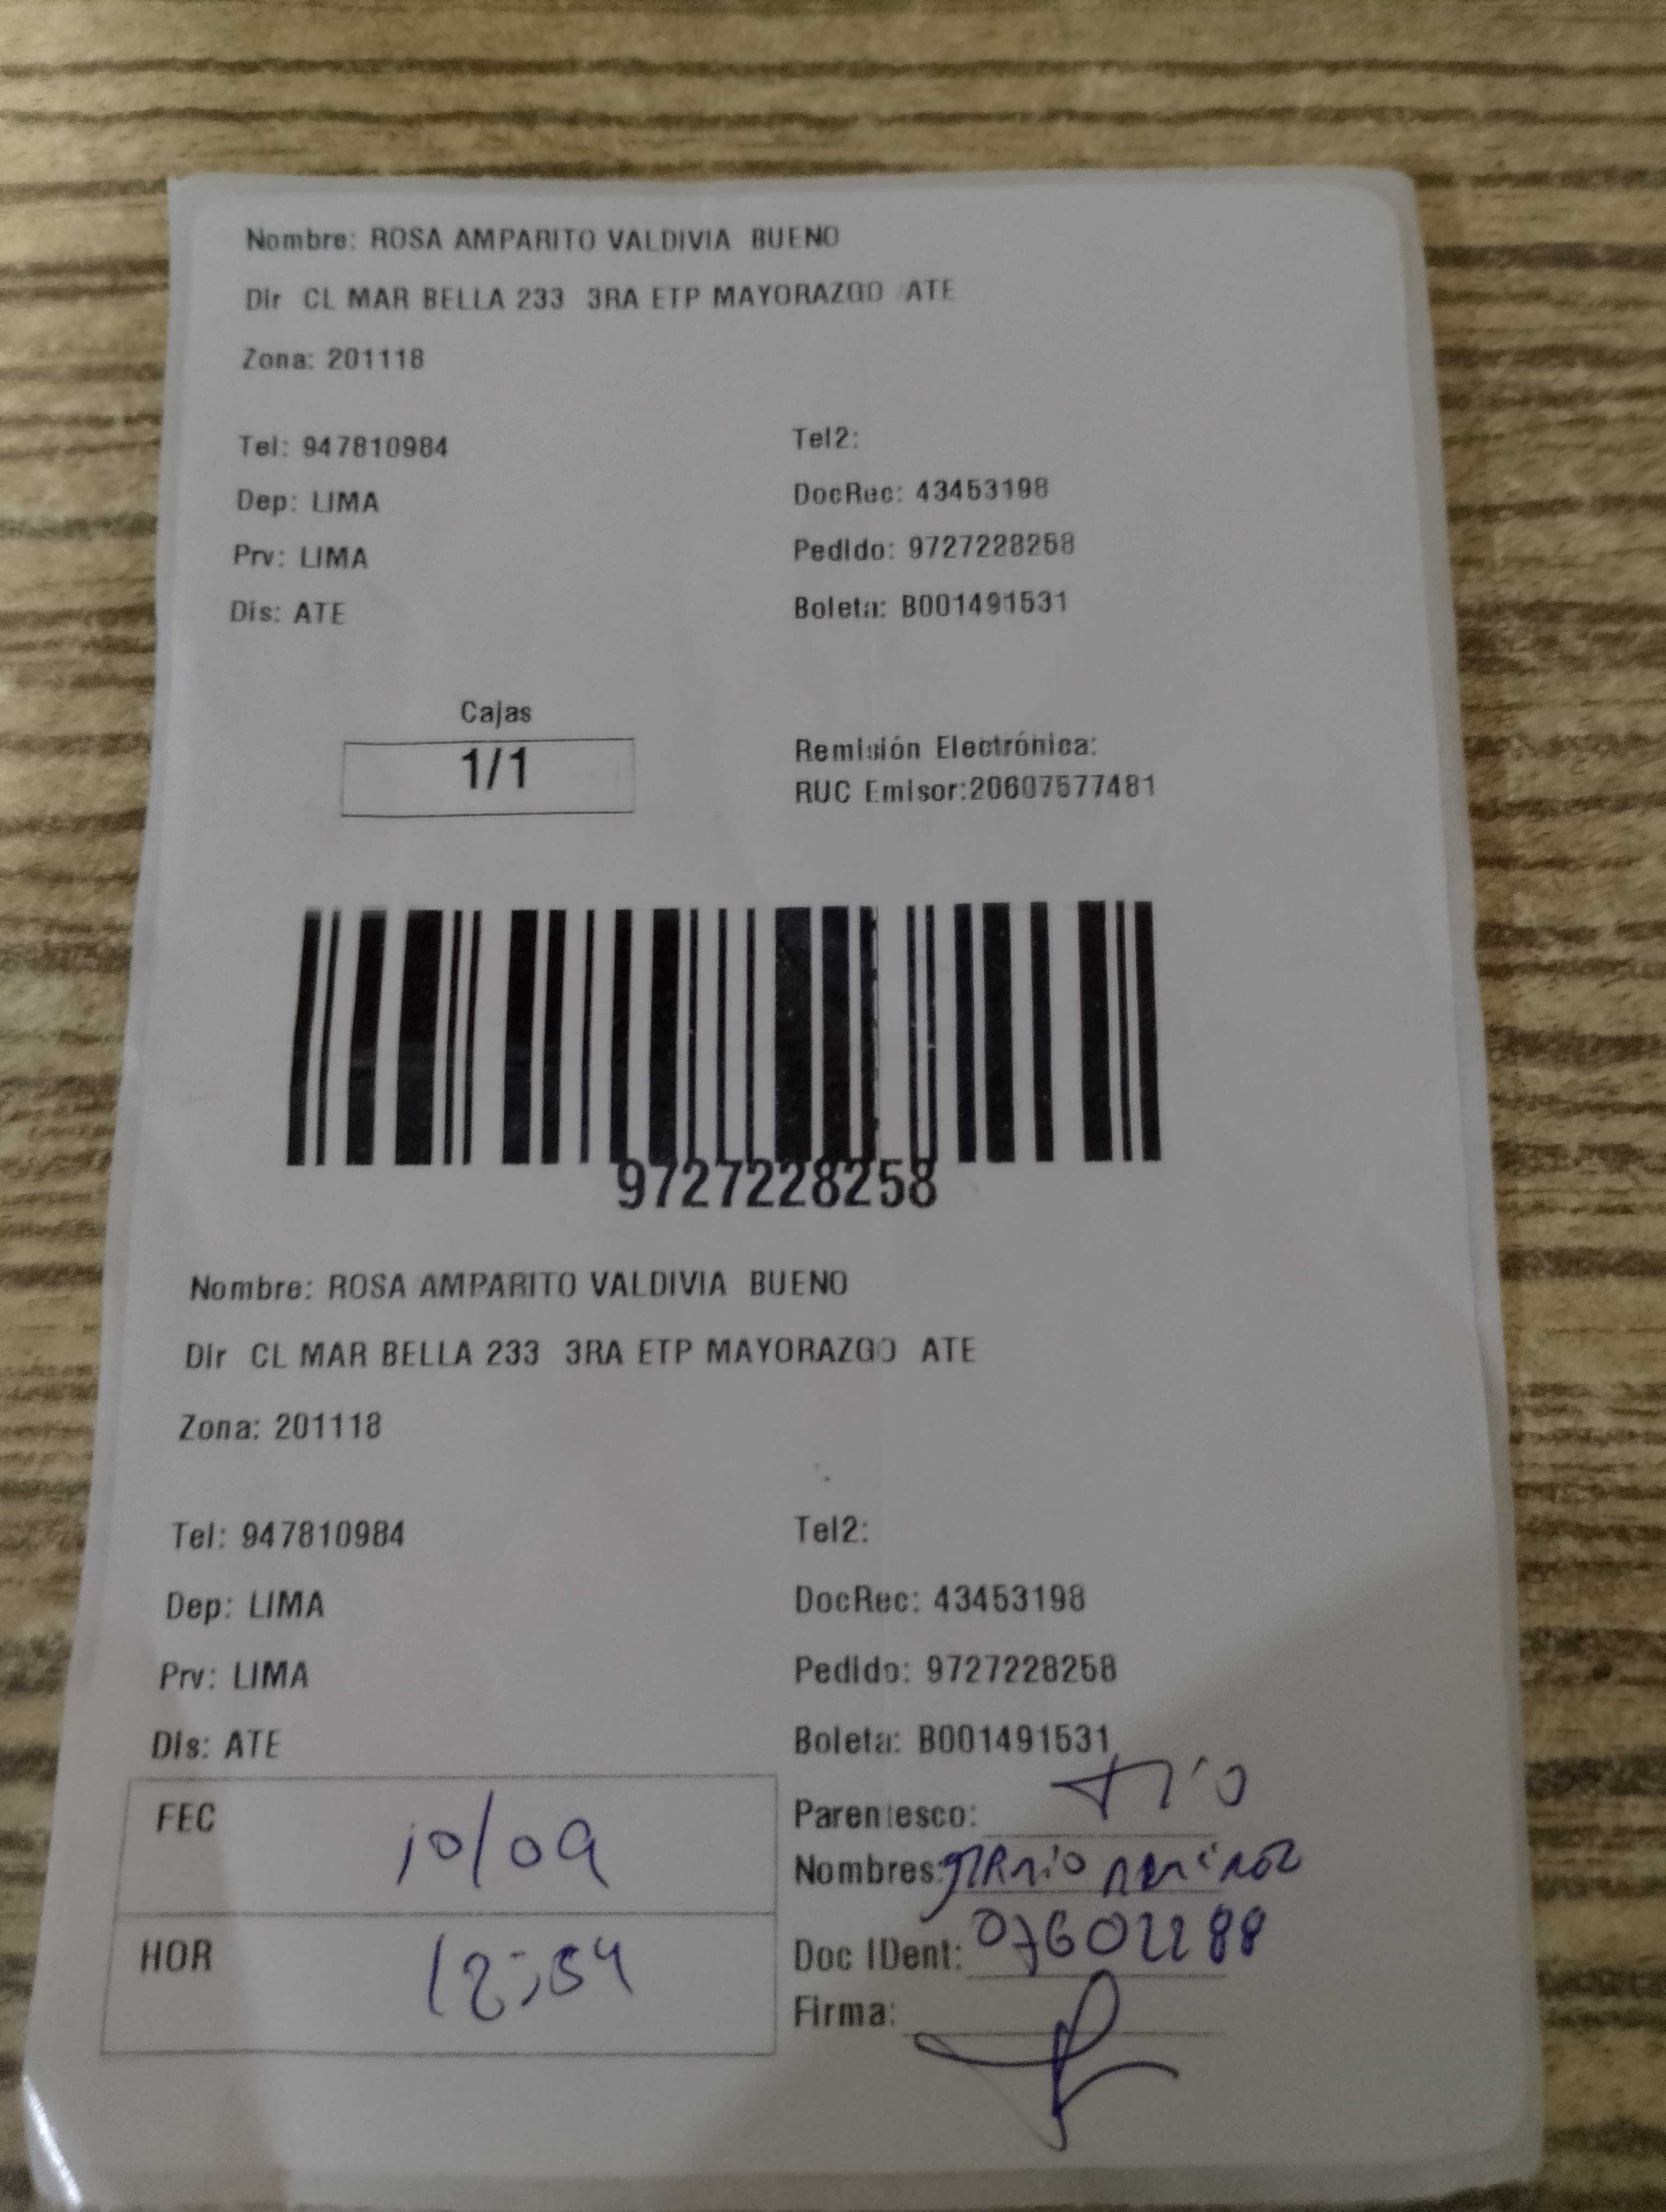 Nombre: ROSA AMPARITO VALDIVIA BUENO
Dir CL MAR BELLA 233 3RA ETP MAYORAZGO ATE
Zona: 201118
Tel: 947810984 Tel2:
Dep: LIMA DocRec: 43453198
Prv: LIMA Pedido: 9727228258
Dis: ATE Boleta: B001491531
Cajas
1/1
Remisión Electrónica:
RUC Emisor:20607577481
9727228258
Nombre: ROSA AMPARITO VALDIVIA BUENO
Dir CL MAR BELLA 233 3RA ETP MAYORAZGO ATE
Zona: 201118
Tel: 947810984 Tel2:
Dep: LIMA DocRec: 43453198
Prv: LIMA Pedido: 9727228258
Dis: ATE Boleta: B001491531
FEC 10/09
HOR 12:54
Parentesco: TIO
Nombres: MARIO
Doc IDent: 07602288
Firma: